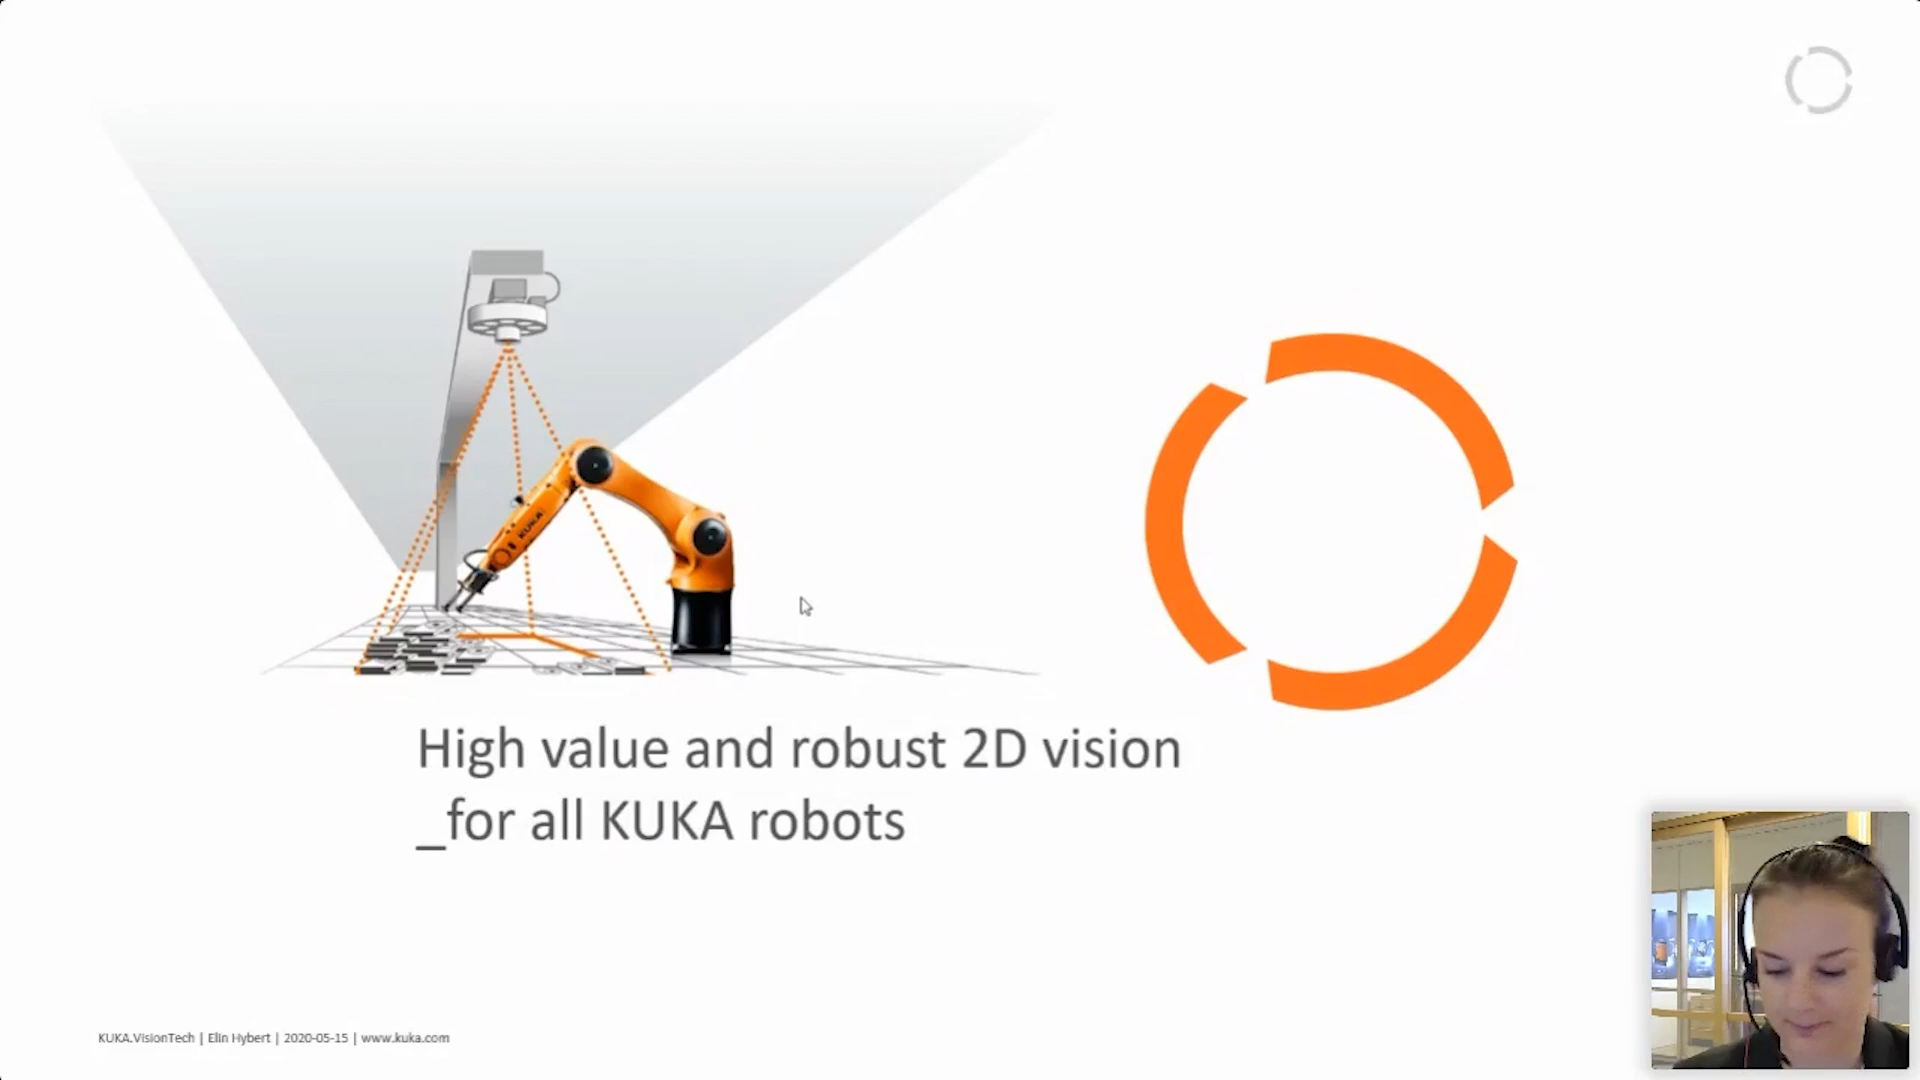 KUKA
High value and robust 2D vision
_for all KUKA robots
KUKA.VisionTech | Elin Hybert | 2020-05-15 | www.kuka.com